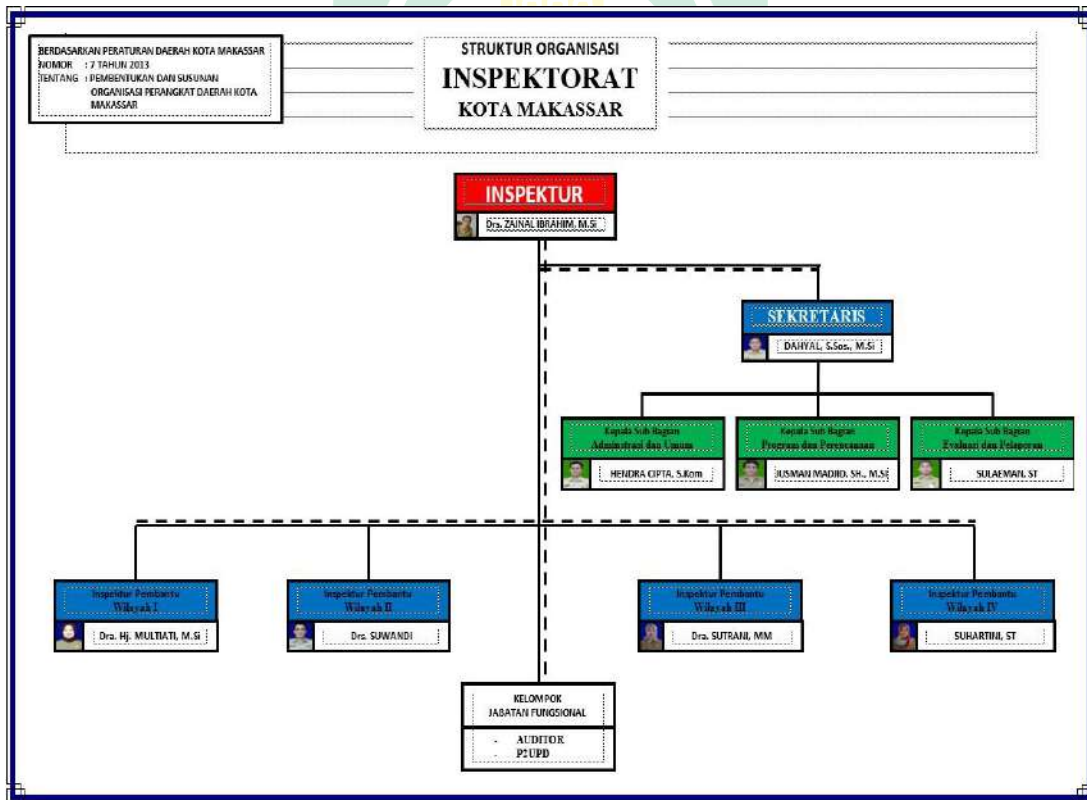 BERDASARKAN PERATURAN DAERAH KOTA MAKASSAR
NOMOR : 7 TAHUN 2013
TENTANG : PEMBENTUKAN DAN SUSUNAN
ORGANISASI PERANGKAT DAERAH KOTA
MAKASSAR
STRUKTUR ORGANISASI
INSPEKTORAT
KOTA MAKASSAR
INSPEKTUR
Drs. ZAINAL IBRAHIM, M.Si
SEKRETARIS
DAHYAL, S.Sos., M.Si
Kepala Sub Bagian
Adminstrasi dan Umum
HENDRA CIPTA, S.Kom
Kepala Sub Bagian
Program dan Perencanaan
JUSMAN MADJID, SH., M.Si
Kepala Sub Bagian
Evaluasi dan Pelaporan
SULAEMAN, ST
Inspektur Pembantu
Wilayah I
Dra. Hj. MULTIATI, M.Si
Inspektur Pembantu
Wilayah II
Drs. SUWANDI
Inspektur Pembantu
Wilayah III
Dra. SUTRANI, MM
Inspektur Pembantu
Wilayah IV
SUHARTINI, ST
KELOMPOK
JABATAN FUNGSIONAL
- AUDITOR
- P2UPD